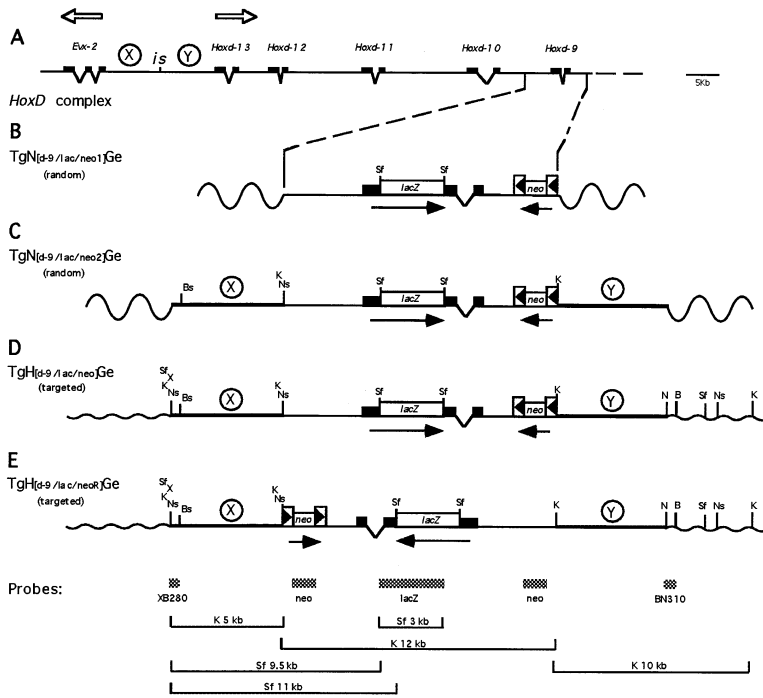 A
Evx-2 X is Y Hoxd-13 Hoxd-12 Hoxd-11 Hoxd-10 Hoxd-9
5Kb
HoxD complex
B
TgN[d-9/lac/neo1]Ge
(random)
Sf lacZ Sf neo
C
TgN[d-9/lac/neo2]Ge
(random)
Bs X K Ns Sf lacZ Sf neo K Y
D
TgH[d-9/lac/neo]Ge
(targeted)
Sf X K Ns Bs X K Ns Sf lacZ Sf neo K Y N B Sf Ns K
E
TgH[d-9/lac/neoR]Ge
(targeted)
Sf X K Ns Bs X K Ns neo Sf lacZ Sf K Y N B Sf Ns K
Probes:
XB280 neo lacZ neo BN310
K 5 kb Sf 3 kb
K 12 kb
Sf 9.5 kb K 10 kb
Sf 11 kb